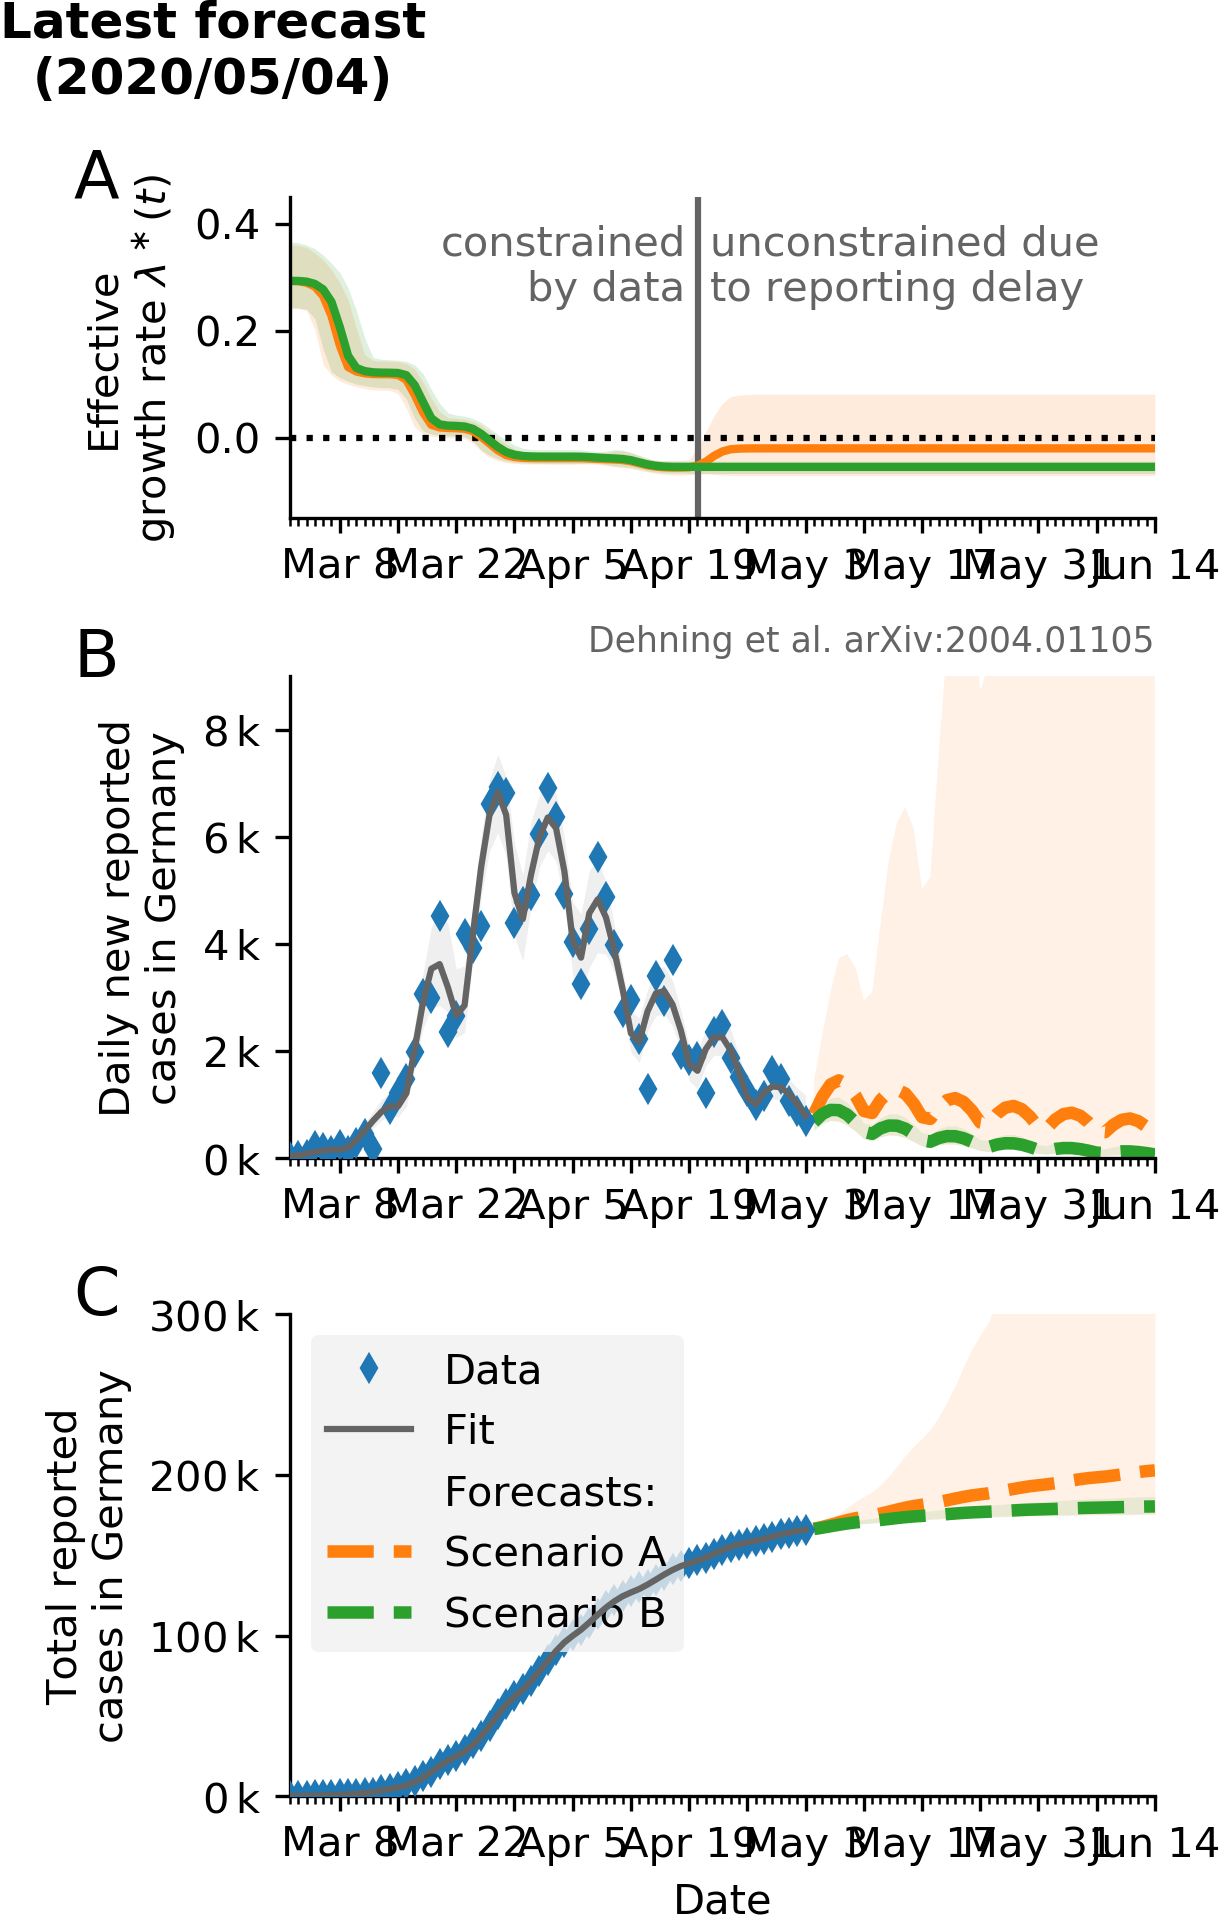 Latest forecast
(2020/05/04)
A
Effective
growth rate λ * (t)
0.4
0.2
0.0
constrained
by data
unconstrained due
to reporting delay
Mar 8 Mar 22 Apr 5 Apr 19 May 3 May 17 May 31 Jun 14
B
Dehning et al. arXiv:2004.01105
Daily new reported
cases in Germany
8 k
6 k
4 k
2 k
0 k
Mar 8 Mar 22 Apr 5 Apr 19 May 3 May 17 May 31 Jun 14
C
Total reported
cases in Germany
300 k
200 k
100 k
0 k
Data
Fit
Forecasts:
Scenario A
Scenario B
Mar 8 Mar 22 Apr 5 Apr 19 May 3 May 17 May 31 Jun 14
Date